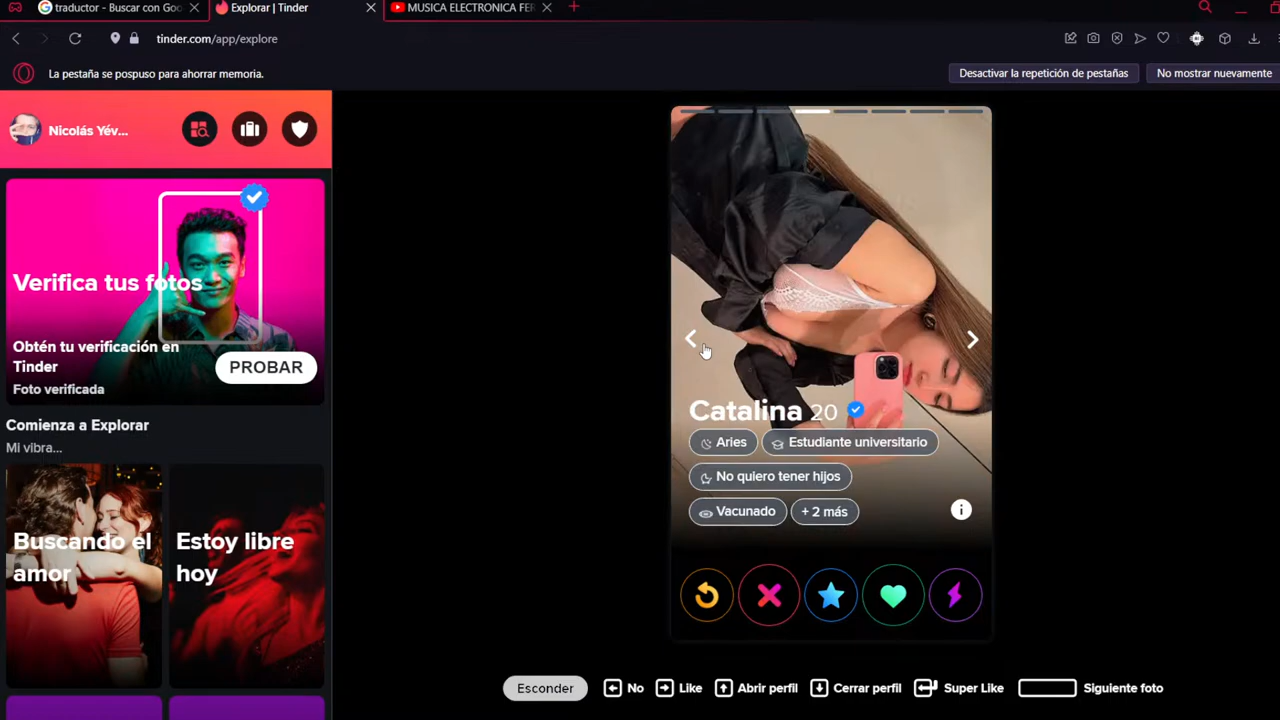 traductor - Buscar con Goo
Explorar | Tinder
MUSICA ELECTRONICA FER
tinder.com/app/explore
La pestaña se pospuso para ahorrar memoria.
Desactivar la repetición de pestañas
No mostrar nuevamente
Nicolás Yév...
Verifica tus fotos
Obtén tu verificación en
Tinder
PROBAR
Foto verificada
Comienza a Explorar
Mi vibra...
Buscando el
amor
Estoy libre
hoy
Catalina 20
Aries
Estudiante universitario
No quiero tener hijos
Vacunado
+ 2 más
Esconder
No
Like
Abrir perfil
Cerrar perfil
Super Like
Siguiente foto